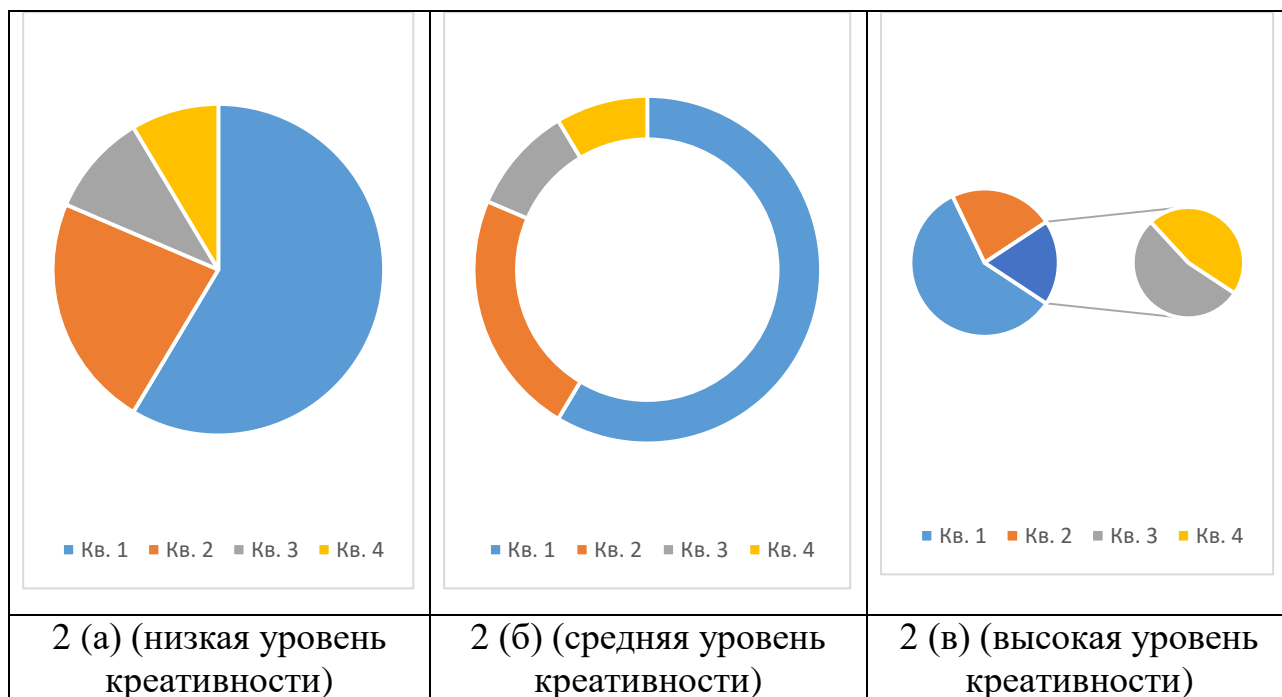 Кв. 1 Кв. 2 Кв. 3 Кв. 4
Кв. 1 Кв. 2 Кв. 3 Кв. 4
Кв. 1 Кв. 2 Кв. 3 Кв. 4
2 (а) (низкая уровень
креативности)
2 (б) (средняя уровень
креативности)
2 (в) (высокая уровень
креативности)